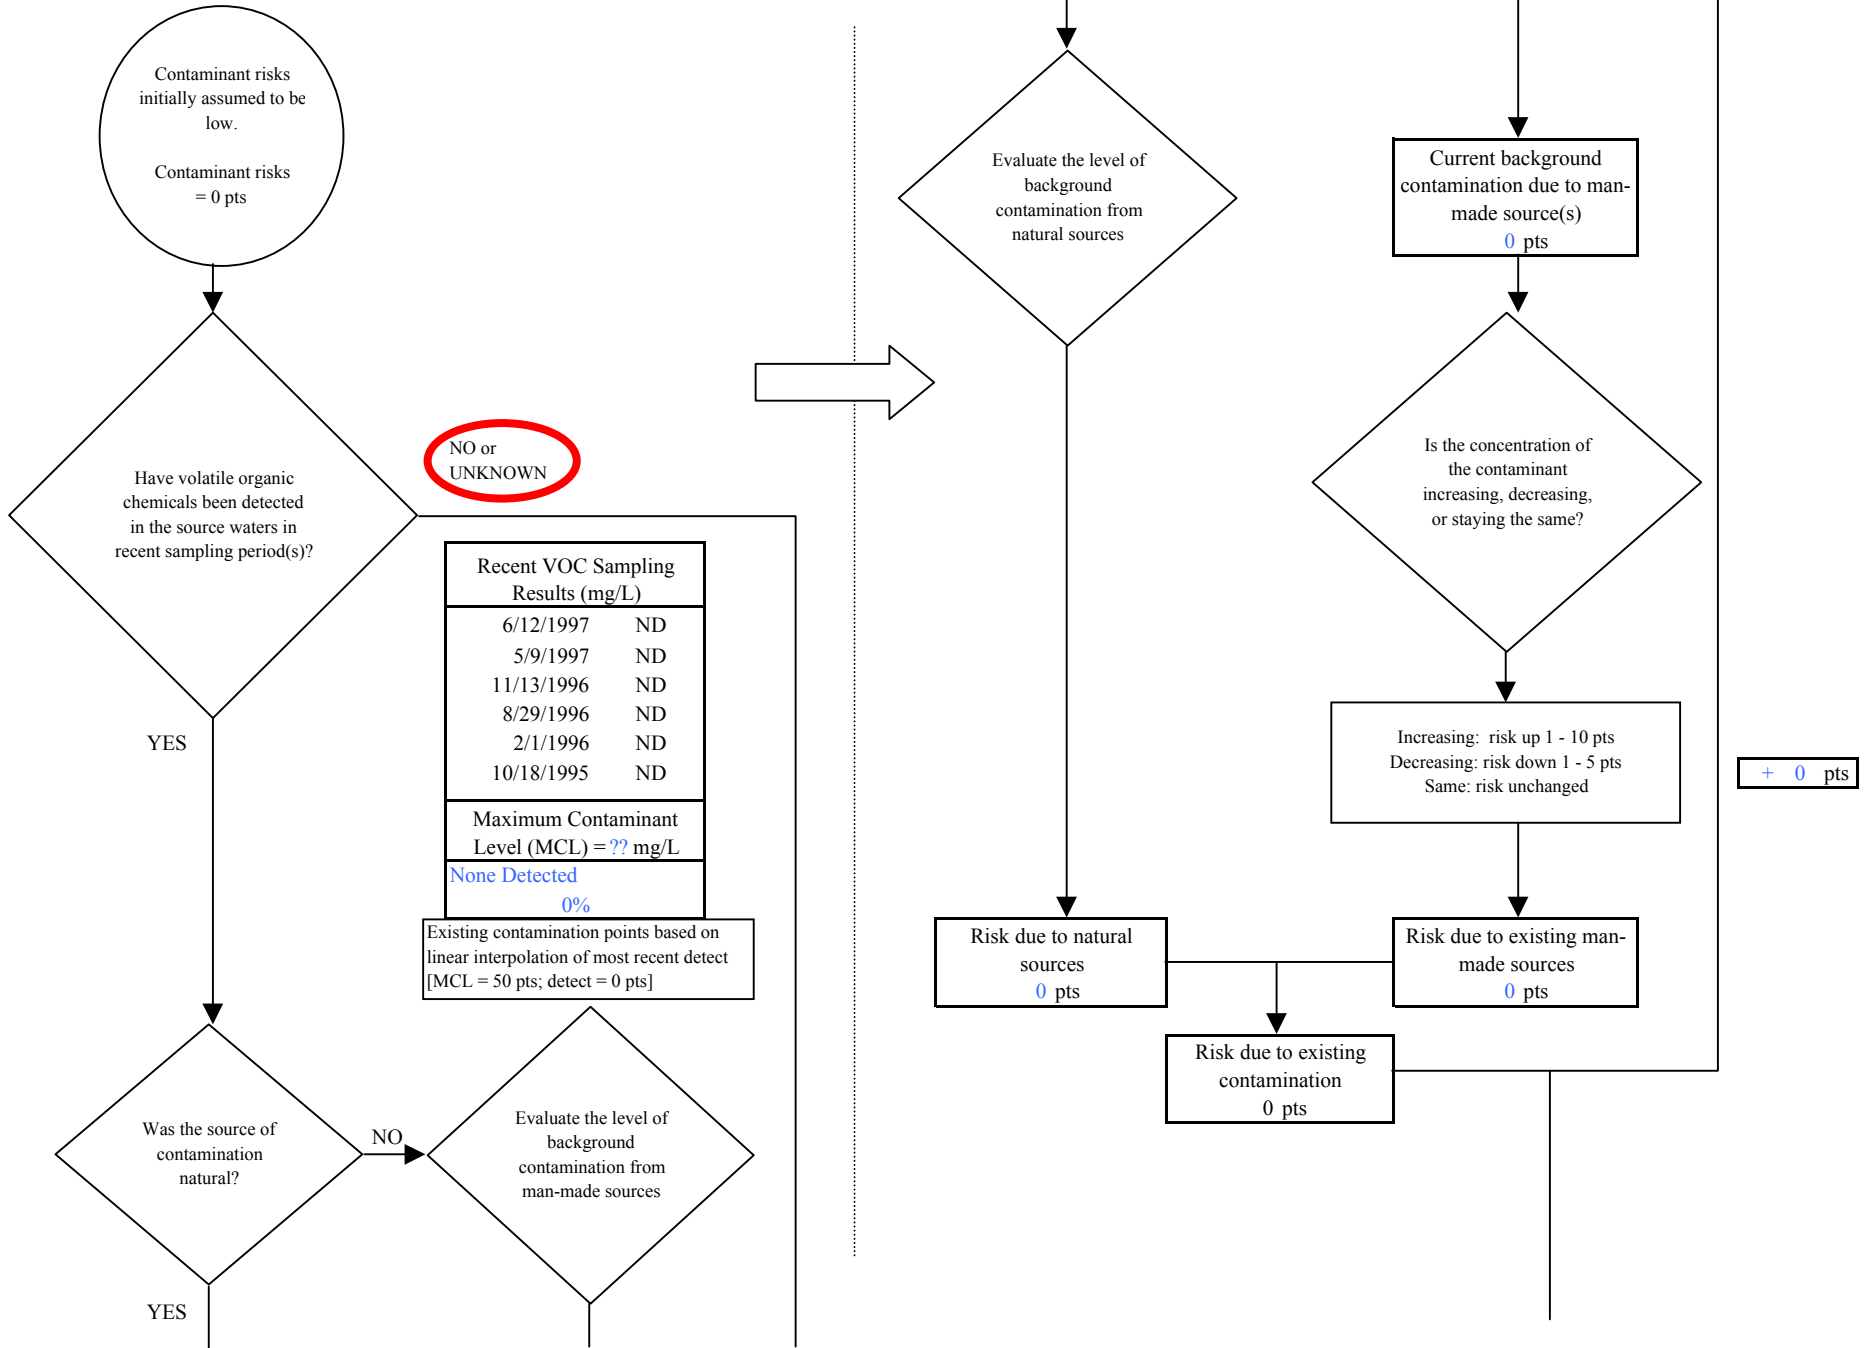 Contaminant risks
initially assumed to be
low.
Contaminant risks
= 0 pts
Have volatile organic
chemicals been detected
in the source waters in
recent sampling period(s)?
NO or
UNKNOWN
YES
Recent VOC Sampling
Results (mg/L)
6/12/1997 ND
5/9/1997 ND
11/13/1996 ND
8/29/1996 ND
2/1/1996 ND
10/18/1995 ND
Maximum Contaminant
Level (MCL) = ?? mg/L
None Detected
0%
Existing contamination points based on
linear interpolation of most recent detect
[MCL = 50 pts; detect = 0 pts]
Was the source of
contamination
natural?
NO
YES
Evaluate the level of
background
contamination from
man-made sources
Evaluate the level of
background
contamination from
natural sources
Current background
contamination due to man-
made source(s)
0 pts
Is the concentration of
the contaminant
increasing, decreasing,
or staying the same?
Increasing: risk up 1 - 10 pts
Decreasing: risk down 1 - 5 pts
Same: risk unchanged
+ 0 pts
Risk due to natural
sources
0 pts
Risk due to existing man-
made sources
0 pts
Risk due to existing
contamination
0 pts